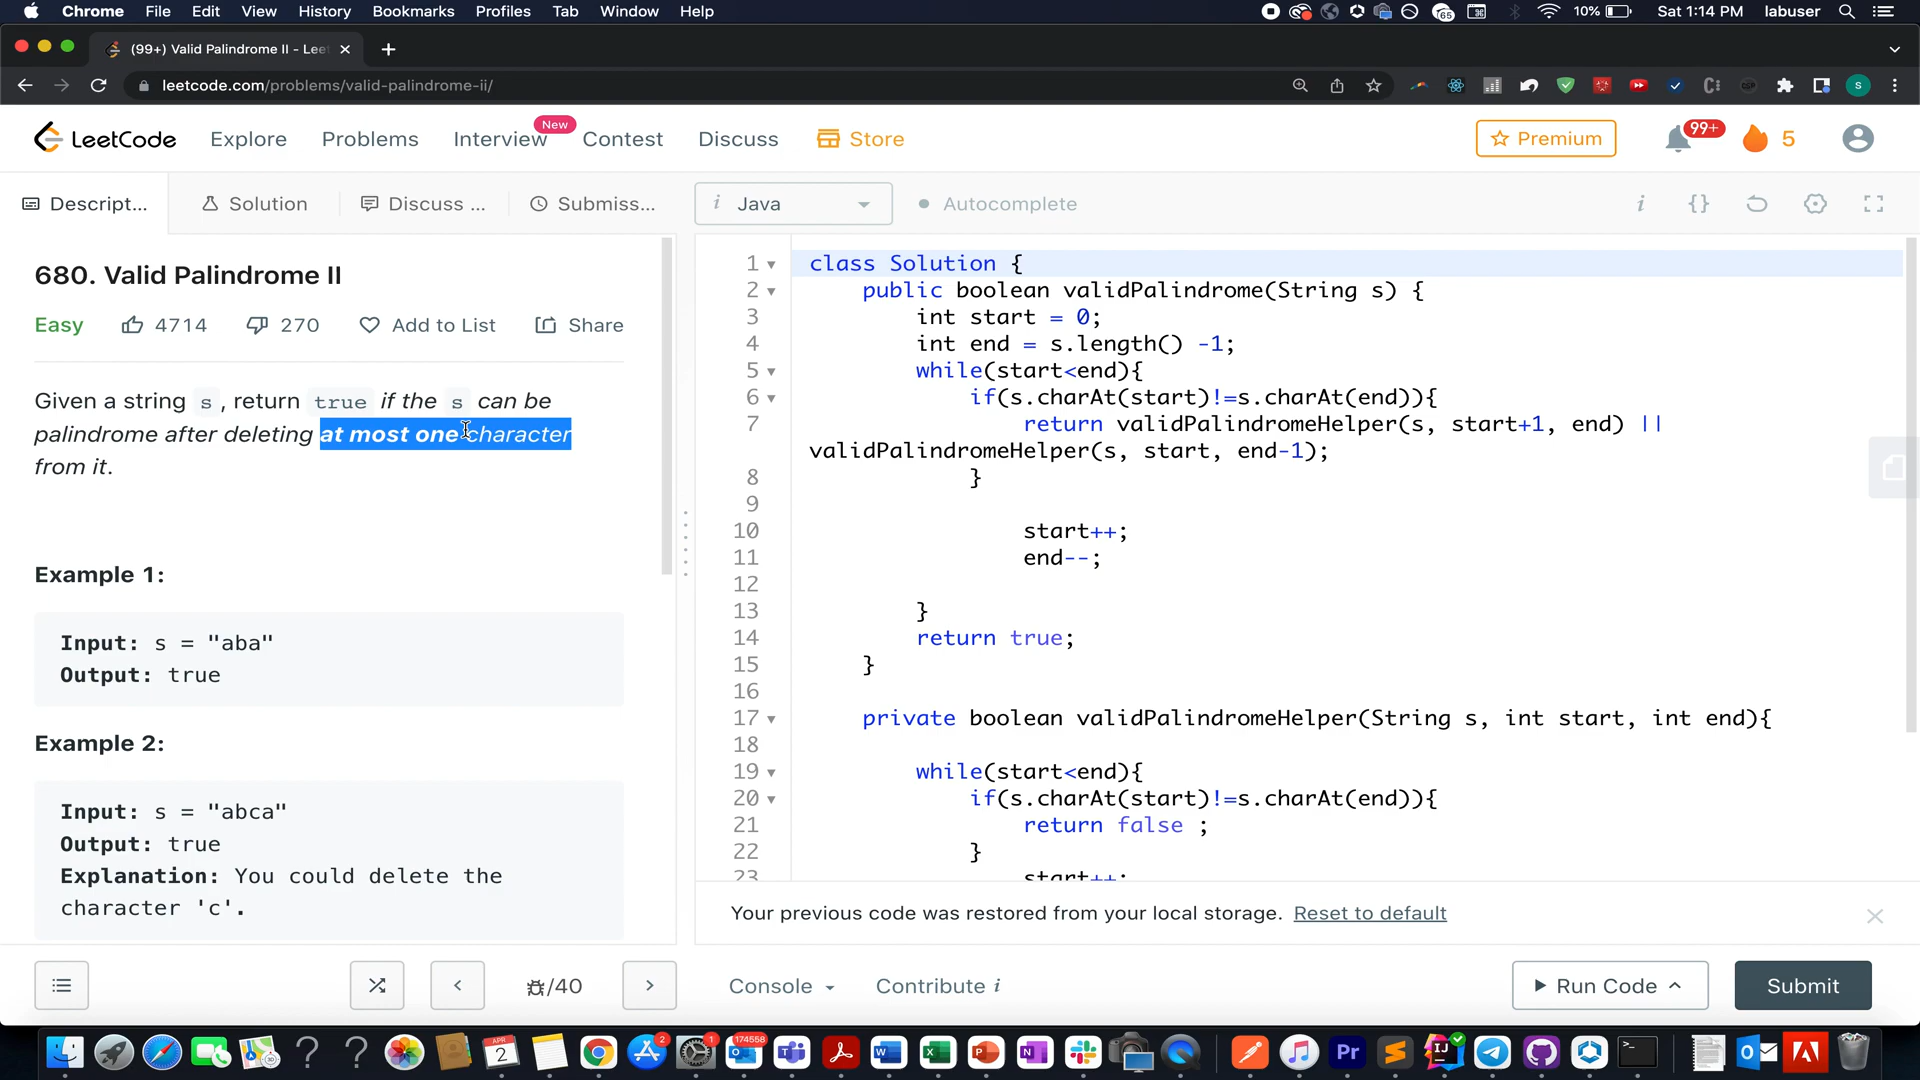 Chrome File Edit View History Bookmarks Profiles Tab Window Help 65 10% Sat 1:14 PM labuser
(99+) Valid Palindrome II - Lee
leetcode.com/problems/valid-palindrome-ii/
S
LeetCode Explore Problems Interview New Contest Discuss Store Premium 99+ 5
Descript... Solution Discuss ... Submiss...
i Java Autocomplete i {}
680. Valid Palindrome II
Easy 4714 270 Add to List Share
Given a string s, return true if the s can be
palindrome after deleting at most one character
from it.
Example 1:
Input: s = "aba"
Output: true
Example 2:
Input: s = "abca"
Output: true
Explanation: You could delete the
character 'c'.
1 class Solution {
2 public boolean validPalindrome(String s) {
3 int start = 0;
4 int end = s.length() -1;
5 while(start<end){
6 if(s.charAt(start)!=s.charAt(end)){
7 return validPalindromeHelper(s, start+1, end) ||
validPalindromeHelper(s, start, end-1);
8 }
9
10 start++;
11 end--;
12
13 }
14 return true;
15 }
16
17 private boolean validPalindromeHelper(String s, int start, int end){
18
19 while(start<end){
20 if(s.charAt(start)!=s.charAt(end)){
21 return false ;
22 }
23 start++;
Your previous code was restored from your local storage. Reset to default
/40
Console Contribute i Run Code Submit
APR 2 2 1 174558